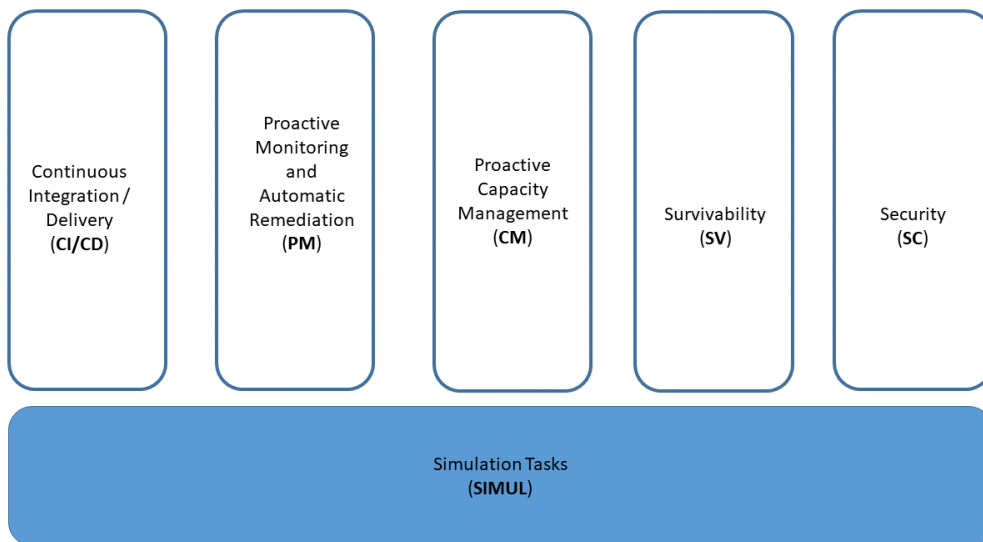 Continuous
Integration /
Delivery
(CI/CD)
Proactive
Monitoring
and
Automatic
Remediation
(PM)
Proactive
Capacity
Management
(CM)
Survivability
(SV)
Security
(SC)
Simulation Tasks
(SIMUL)